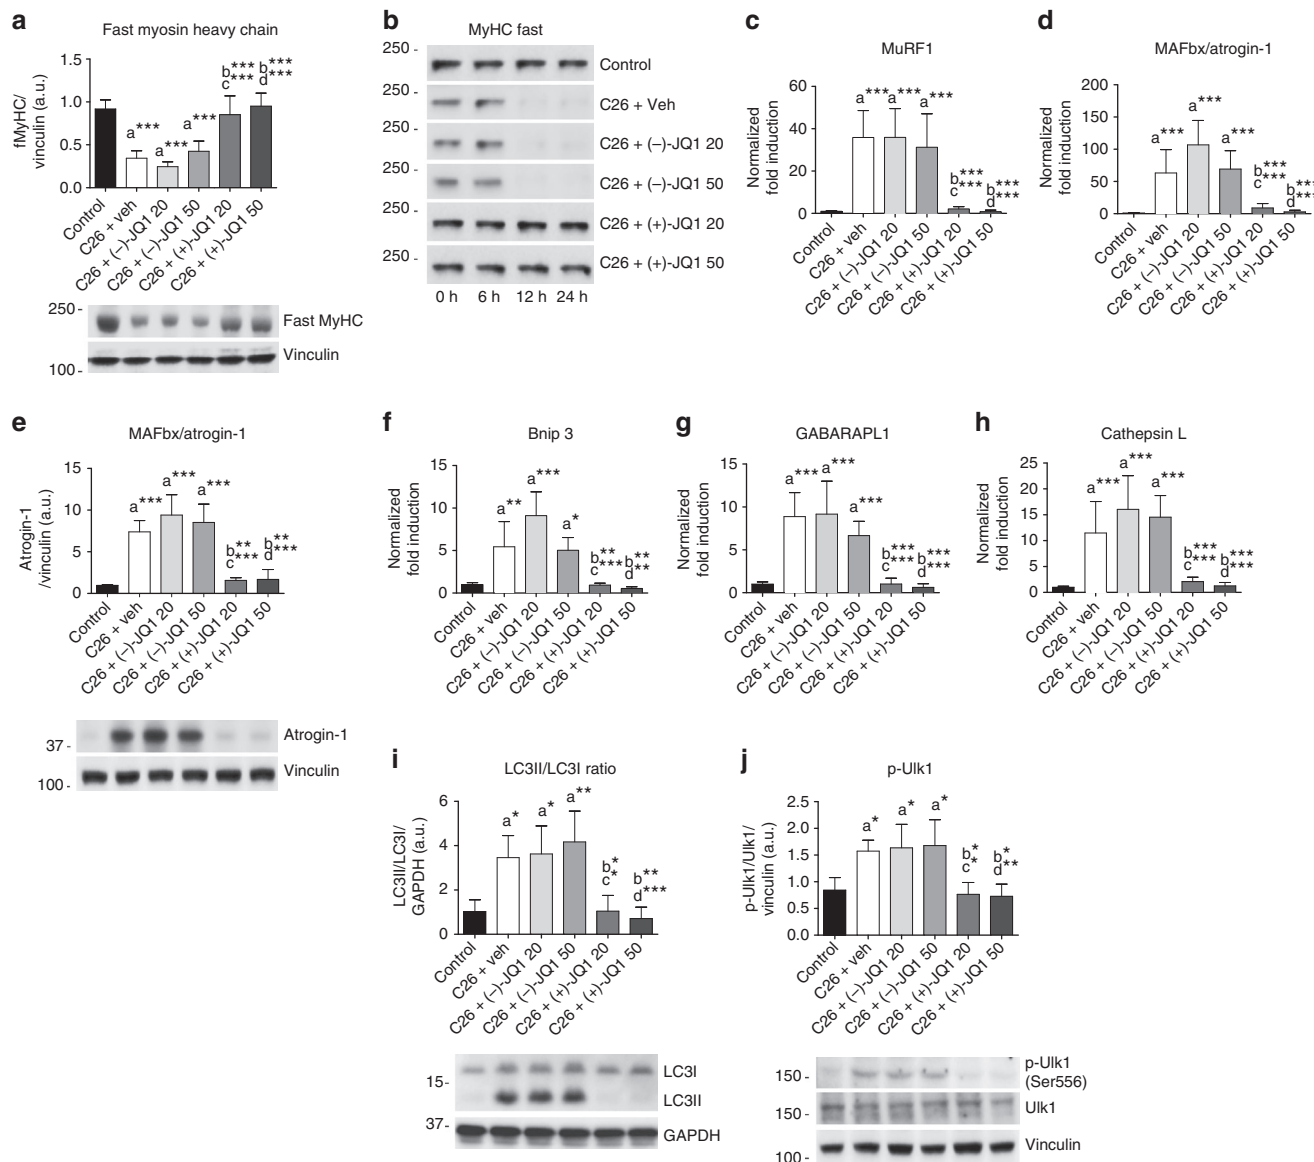 a
Fast myosin heavy chain
fMyHC/
vinculin (a.u.)
1.5
1.0
0.5
0.0
a***
a***
a***
b***
c***
b***
d***
Control
C26 + veh
C26 + (–)-JQ1 20
C26 + (–)-JQ1 50
C26 + (+)-JQ1 20
C26 + (+)-JQ1 50
250 -
Fast MyHC
Vinculin
100 -
b
MyHC fast
250 -
Control
250 -
C26 + Veh
250 -
C26 + (–)-JQ1 20
250 -
C26 + (–)-JQ1 50
250 -
C26 + (+)-JQ1 20
250 -
C26 + (+)-JQ1 50
0 h 6 h 12 h 24 h
c
MuRF1
Normalized
fold induction
60
40
20
0
a*** a*** a***
b***
c***
b***
d***
Control
C26 + veh
C26 + (–)-JQ1 20
C26 + (–)-JQ1 50
C26 + (+)-JQ1 20
C26 + (+)-JQ1 50
d
MAFbx/atrogin-1
Normalized
fold induction
200
150
100
50
0
a***
a***
a***
b***
c***
b***
d***
Control
C26 + veh
C26 + (–)-JQ1 20
C26 + (–)-JQ1 50
C26 + (+)-JQ1 20
C26 + (+)-JQ1 50
e
MAFbx/atrogin-1
Atrogin-1
/vinculin (a.u.)
15
10
5
0
a***
a***
a***
b**
c***
b**
d***
Control
C26 + veh
C26 + (–)-JQ1 20
C26 + (–)-JQ1 50
C26 + (+)-JQ1 20
C26 + (+)-JQ1 50
37 -
Atrogin-1
Vinculin
100 -
f
Bnip 3
Normalized
fold induction
15
10
5
0
a**
a***
a*
b**
c***
b**
d**
Control
C26 + veh
C26 + (–)-JQ1 20
C26 + (–)-JQ1 50
C26 + (+)-JQ1 20
C26 + (+)-JQ1 50
g
GABARAPL1
Normalized
fold induction
15
10
5
0
a***
a***
a***
b***
c***
b***
d***
Control
C26 + veh
C26 + (–)-JQ1 20
C26 + (–)-JQ1 50
C26 + (+)-JQ1 20
C26 + (+)-JQ1 50
h
Cathepsin L
Normalized
fold induction
25
20
15
10
5
0
a***
a***
a***
b***
c***
b***
d***
Control
C26 + veh
C26 + (–)-JQ1 20
C26 + (–)-JQ1 50
C26 + (+)-JQ1 20
C26 + (+)-JQ1 50
i
LC3II/LC3I ratio
LC3II/LC3I/
GAPDH (a.u.)
6
4
2
0
a*
a*
a**
b*
c*
b**
d***
Control
C26 + veh
C26 + (–)-JQ1 20
C26 + (–)-JQ1 50
C26 + (+)-JQ1 20
C26 + (+)-JQ1 50
LC3I
15-
LC3II
37-
GAPDH
j
p-Ulk1
p-Ulk1/Ulk1/
vinculin (a.u.)
2.5
2.0
1.5
1.0
0.5
0.0
a*
a*
a*
b*
c*
b*
d**
Control
C26 + veh
C26 + (–)-JQ1 20
C26 + (–)-JQ1 50
C26 + (+)-JQ1 20
C26 + (+)-JQ1 50
150 -
p-Ulk1
(Ser556)
Ulk1
150 -
Vinculin
100 -